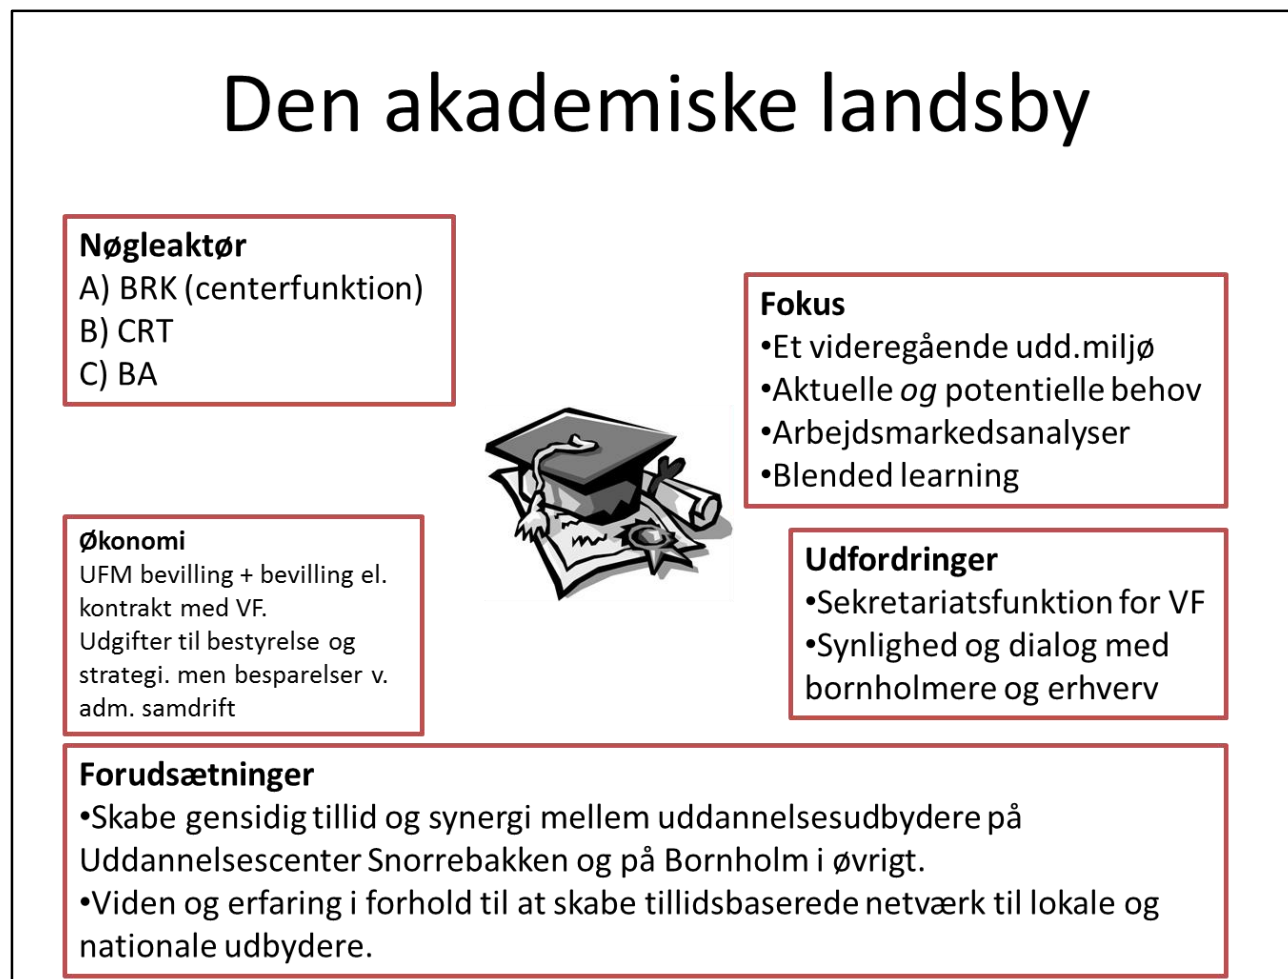 Den akademiske landsby
Nøgleaktør
A) BRK (centerfunktion)
B) CRT
C) BA
Fokus
•Et videregående udd.miljø
•Aktuelle og potentielle behov
•Arbejdsmarkedsanalyser
•Blended learning
Økonomi
UFM bevilling + bevilling el.
kontrakt med VF.
Udgifter til bestyrelse og
strategi. men besparelser v.
adm. samdrift
Udfordringer
•Sekretariatsfunktion for VF
•Synlighed og dialog med
bornholmere og erhverv
Forudsætninger
•Skabe gensidig tillid og synergi mellem uddannelsesudbydere på
Uddannelsescenter Snorrebakken og på Bornholm i øvrigt.
•Viden og erfaring i forhold til at skabe tillidsbaserede netværk til lokale og
nationale udbydere.